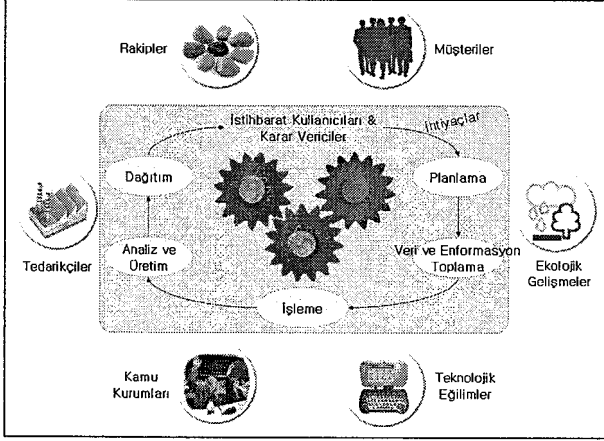 Rakipler
Müşteriler
İstihbarat Kullanıcıları &
Karar Vericiler
İhtiyaçlar
Dağıtım
Planlama
Tedarikçiler
Analiz ve
Üretim
Veri ve Enformasyon
Toplama
Ekolojik
Gelişmeler
İşleme
Kamu
Kurumları
Teknolojik
Eğilimler